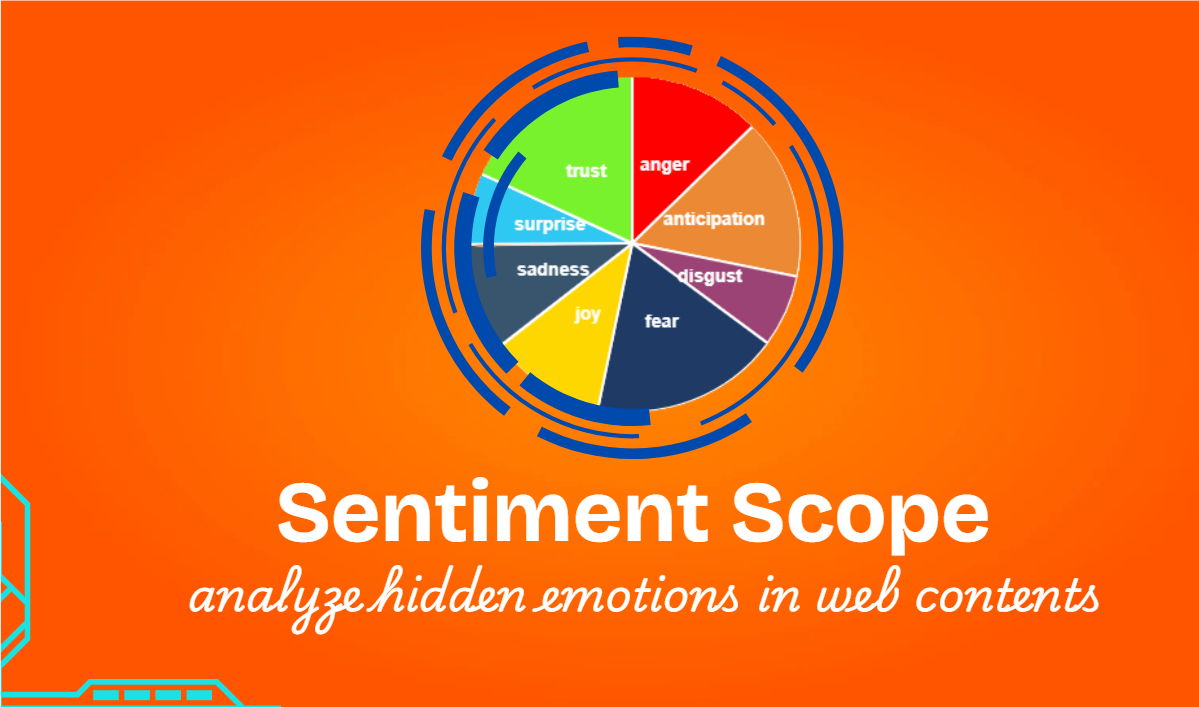 trust
anger
surprise
anticipation
sadness
disgust
joy
fear
Sentiment Scope
analyze hidden emotions in web contents